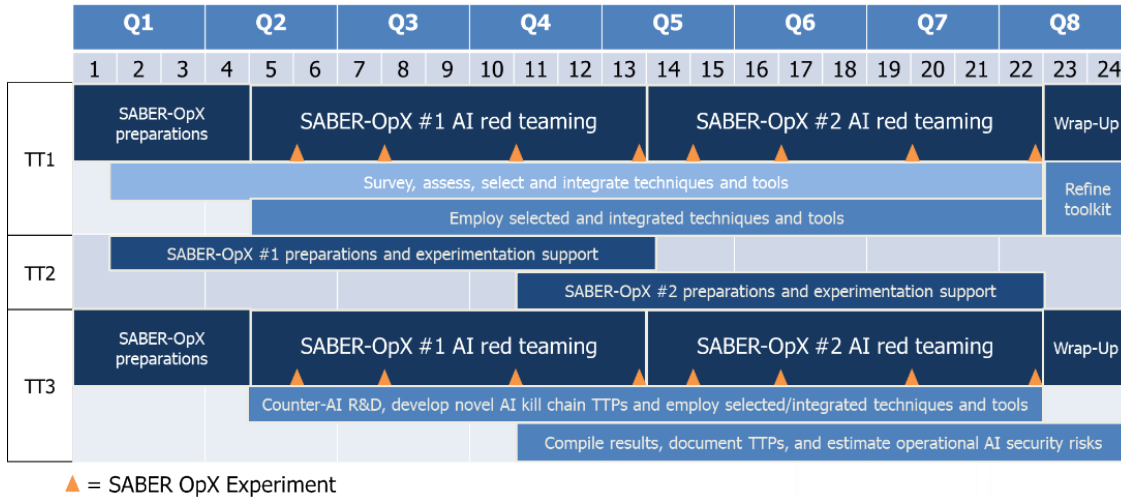 Q1 Q2 Q3 Q4 Q5 Q6 Q7 Q8
1 2 3 4 5 6 7 8 9 10 11 12 13 14 15 16 17 18 19 20 21 22 23 24
TT1
SABER-OpX
preparations
SABER-OpX #1 AI red teaming
SABER-OpX #2 AI red teaming
Wrap-Up
Survey, assess, select and integrate techniques and tools
Employ selected and integrated techniques and tools
Refine
toolkit
TT2
SABER-OpX #1 preparations and experimentation support
SABER-OpX #2 preparations and experimentation support
TT3
SABER-OpX
preparations
SABER-OpX #1 AI red teaming
SABER-OpX #2 AI red teaming
Wrap-Up
Counter-AI R&D, develop novel AI kill chain TTPs and employ selected/integrated techniques and tools
Compile results, document TTPs, and estimate operational AI security risks
= SABER OpX Experiment